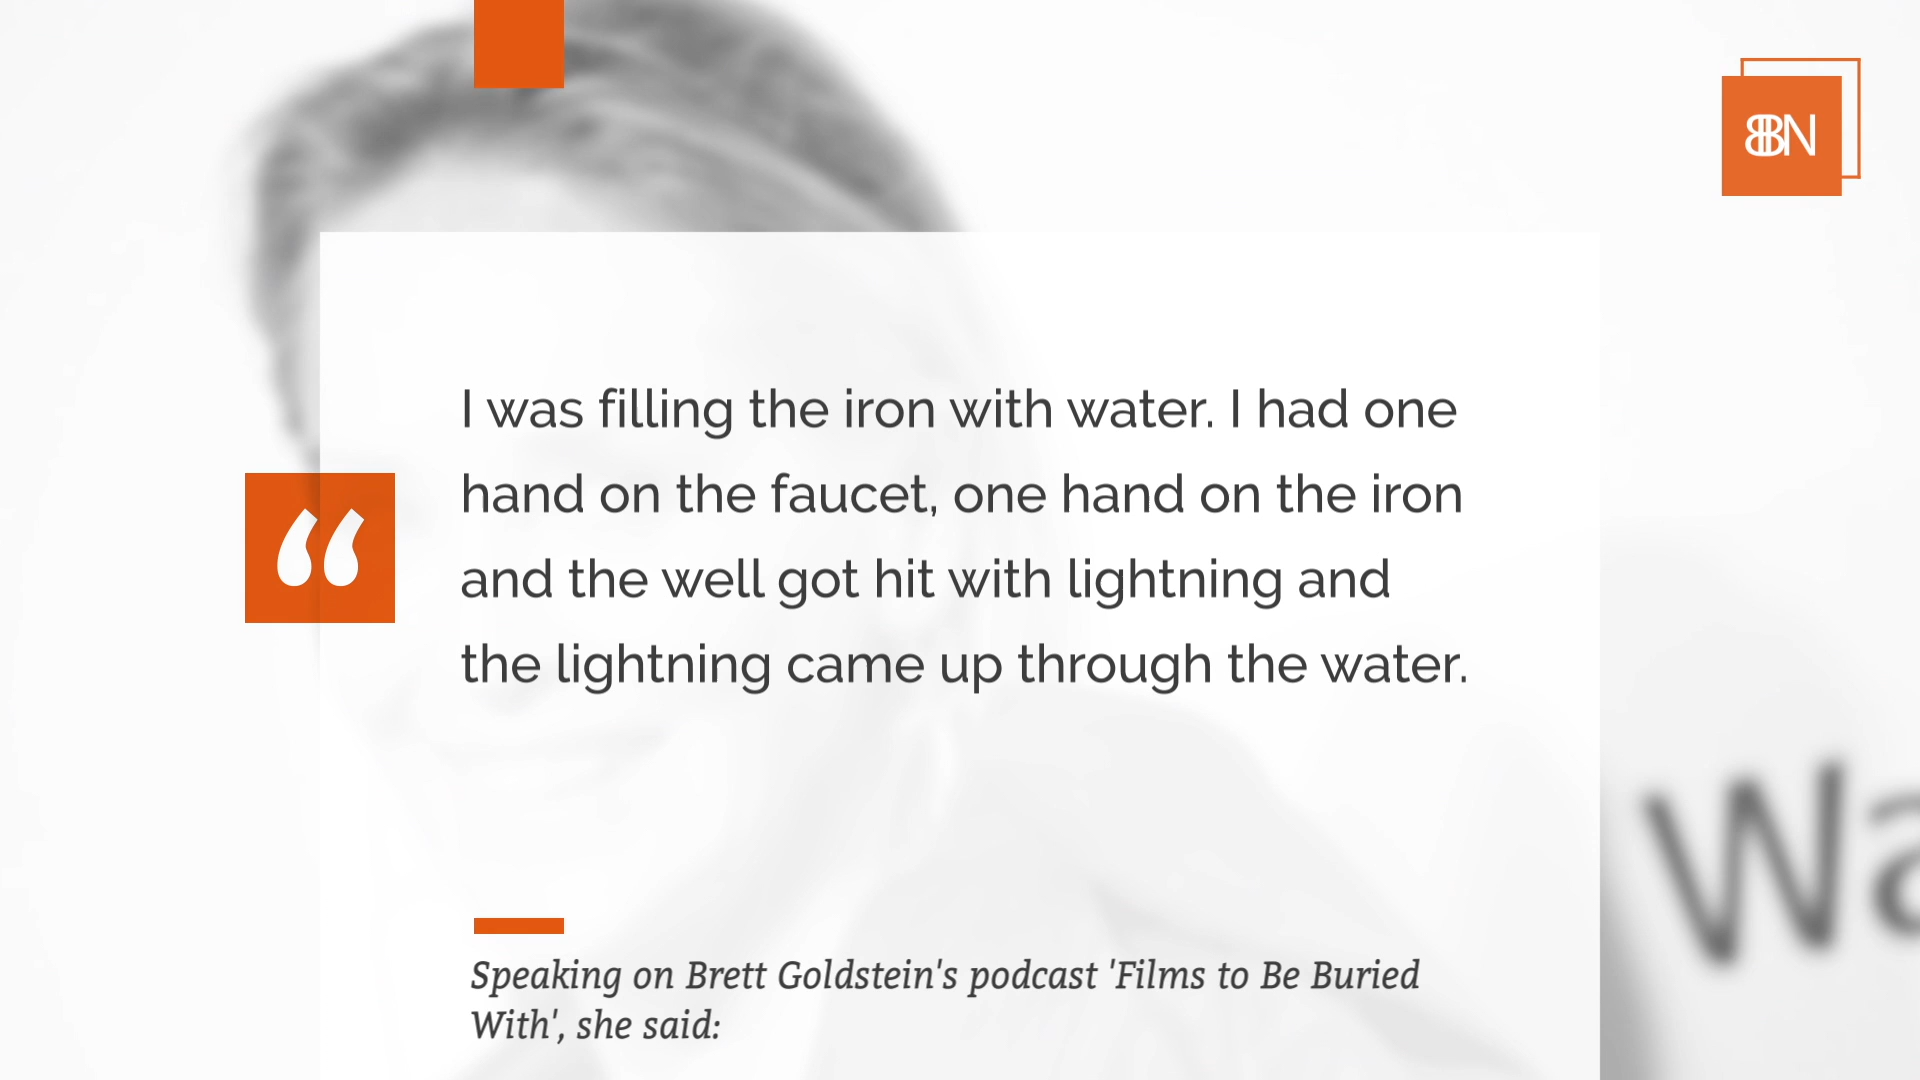 BBN
I was filling the iron with water. I had one
hand on the faucet, one hand on the iron
and the well got hit with lightning and
the lightning came up through the water.
Wa
Speaking on Brett Goldstein's podcast 'Films to Be Buried
With', she said: